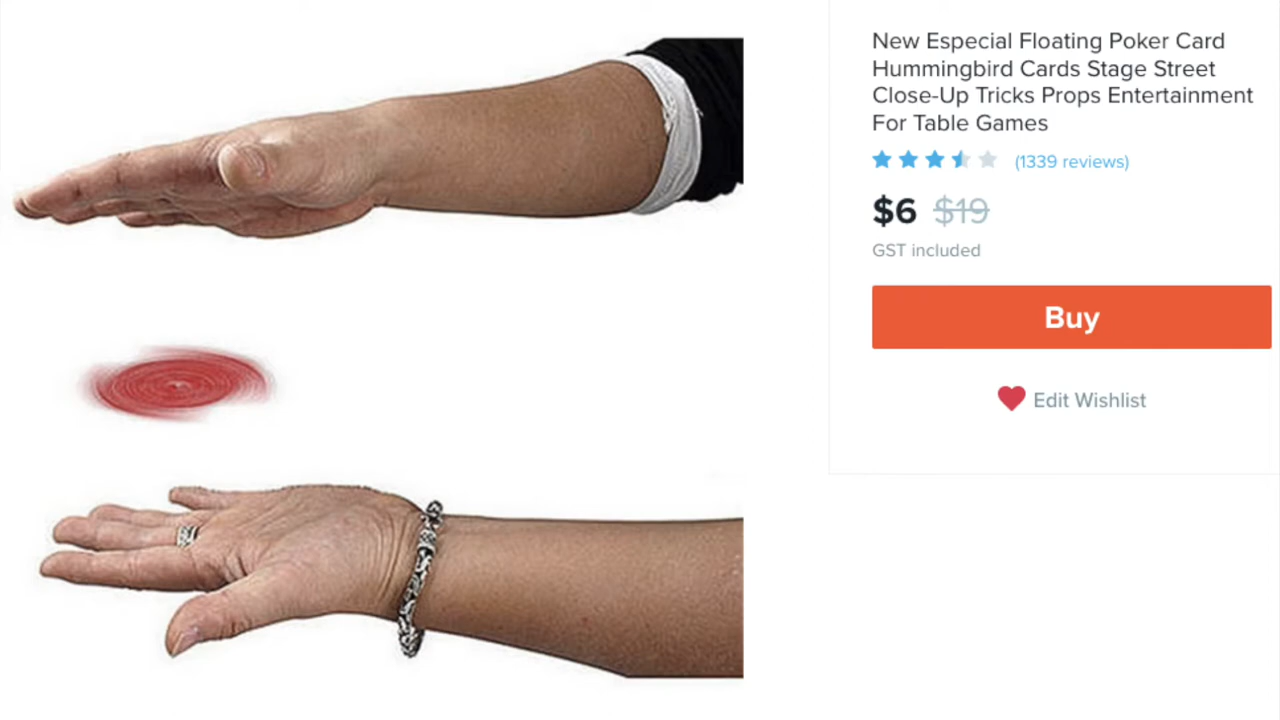 New Especial Floating Poker Card
Hummingbird Cards Stage Street
Close-Up Tricks Props Entertainment
For Table Games
(1339 reviews)
$6 $19
GST included
Buy
Edit Wishlist